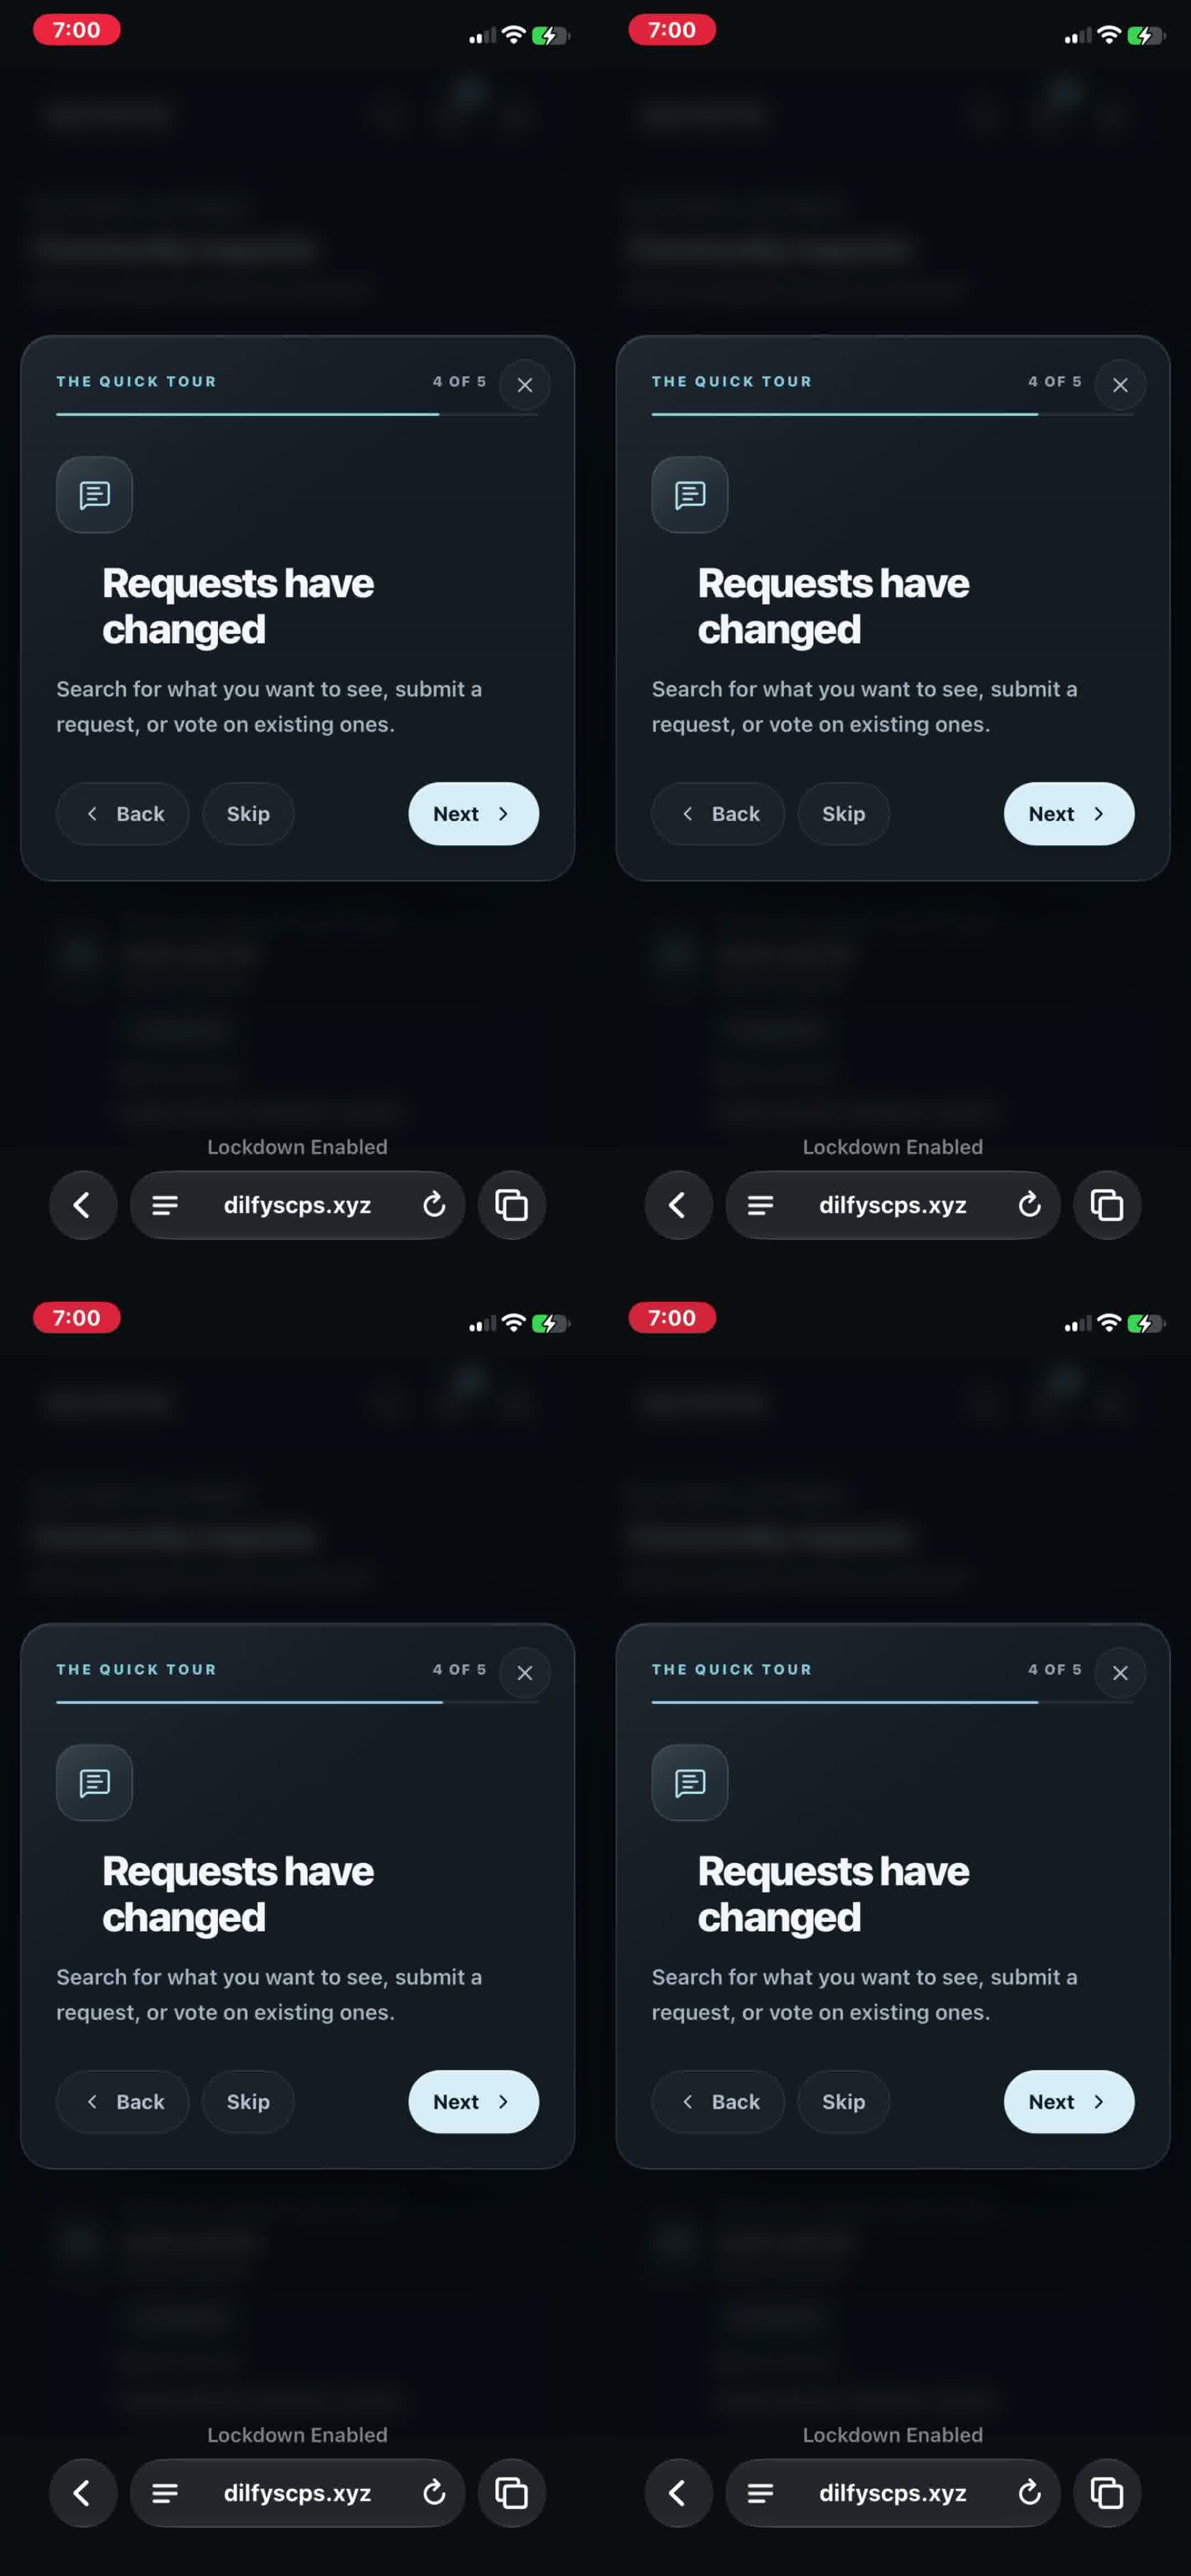 7:00
THE QUICK TOUR
4 OF 5
Requests have
changed
Search for what you want to see, submit a
request, or vote on existing ones.
Back
Skip
Next
Lockdown Enabled
dilfyscps.xyz
7:00
THE QUICK TOUR
4 OF 5
Requests have
changed
Search for what you want to see, submit a
request, or vote on existing ones.
Back
Skip
Next
Lockdown Enabled
dilfyscps.xyz
7:00
THE QUICK TOUR
4 OF 5
Requests have
changed
Search for what you want to see, submit a
request, or vote on existing ones.
Back
Skip
Next
Lockdown Enabled
dilfyscps.xyz
7:00
THE QUICK TOUR
4 OF 5
Requests have
changed
Search for what you want to see, submit a
request, or vote on existing ones.
Back
Skip
Next
Lockdown Enabled
dilfyscps.xyz